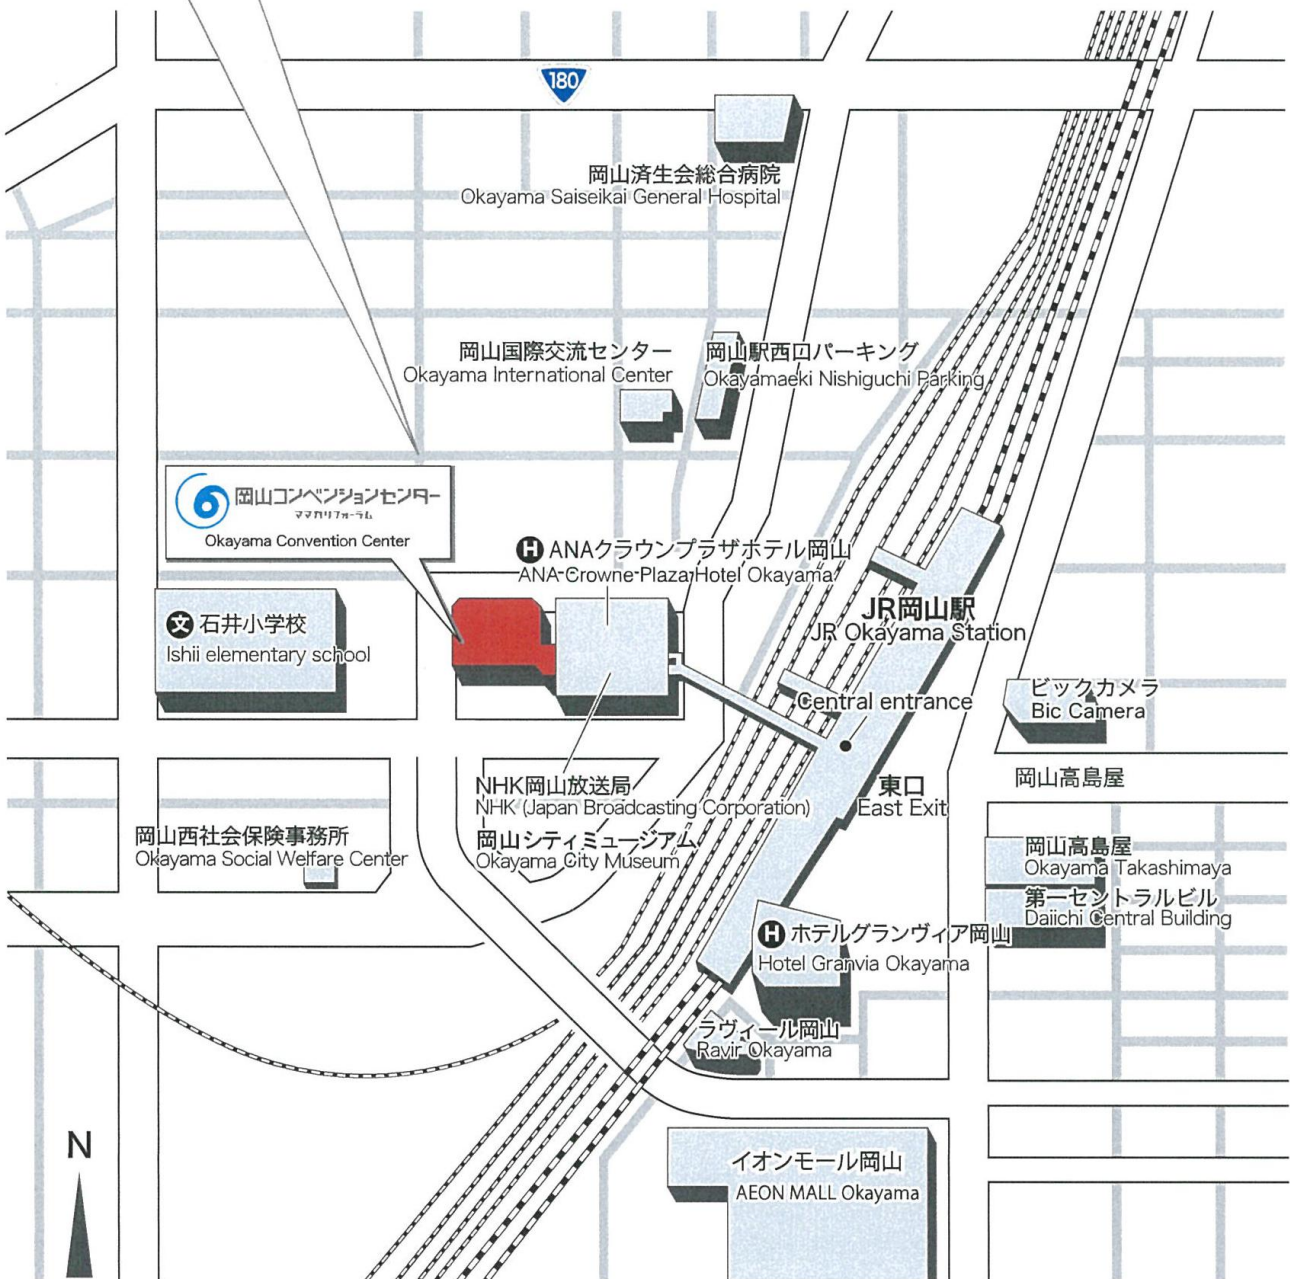 180
岡山済生会総合病院
Okayama Saiseikai General Hospital
岡山国際交流センター
Okayama International Center
岡山駅西口パーキング
Okayamaeki Nishiguchi Parking
岡山コンベンションセンター
ママカリフォーラム
Okayama Convention Center
H ANAクラウンプラザホテル岡山
ANA Crowne Plaza Hotel Okayama
文 石井小学校
Ishii elementary school
JR岡山駅
JR Okayama Station
Central entrance
ビックカメラ
Bic Camera
NHK岡山放送局
NHK (Japan Broadcasting Corporation)
岡山シティミュージアム
Okayama City Museum
東口
East Exit
岡山高島屋
岡山西社会保険事務所
Okayama Social Welfare Center
岡山高島屋
Okayama Takashimaya
第一セントラルビル
Daiichi Central Building
H ホテルグランヴィア岡山
Hotel Granvia Okayama
ラヴィール岡山
Ravir Okayama
N
イオンモール岡山
AEON MALL Okayama